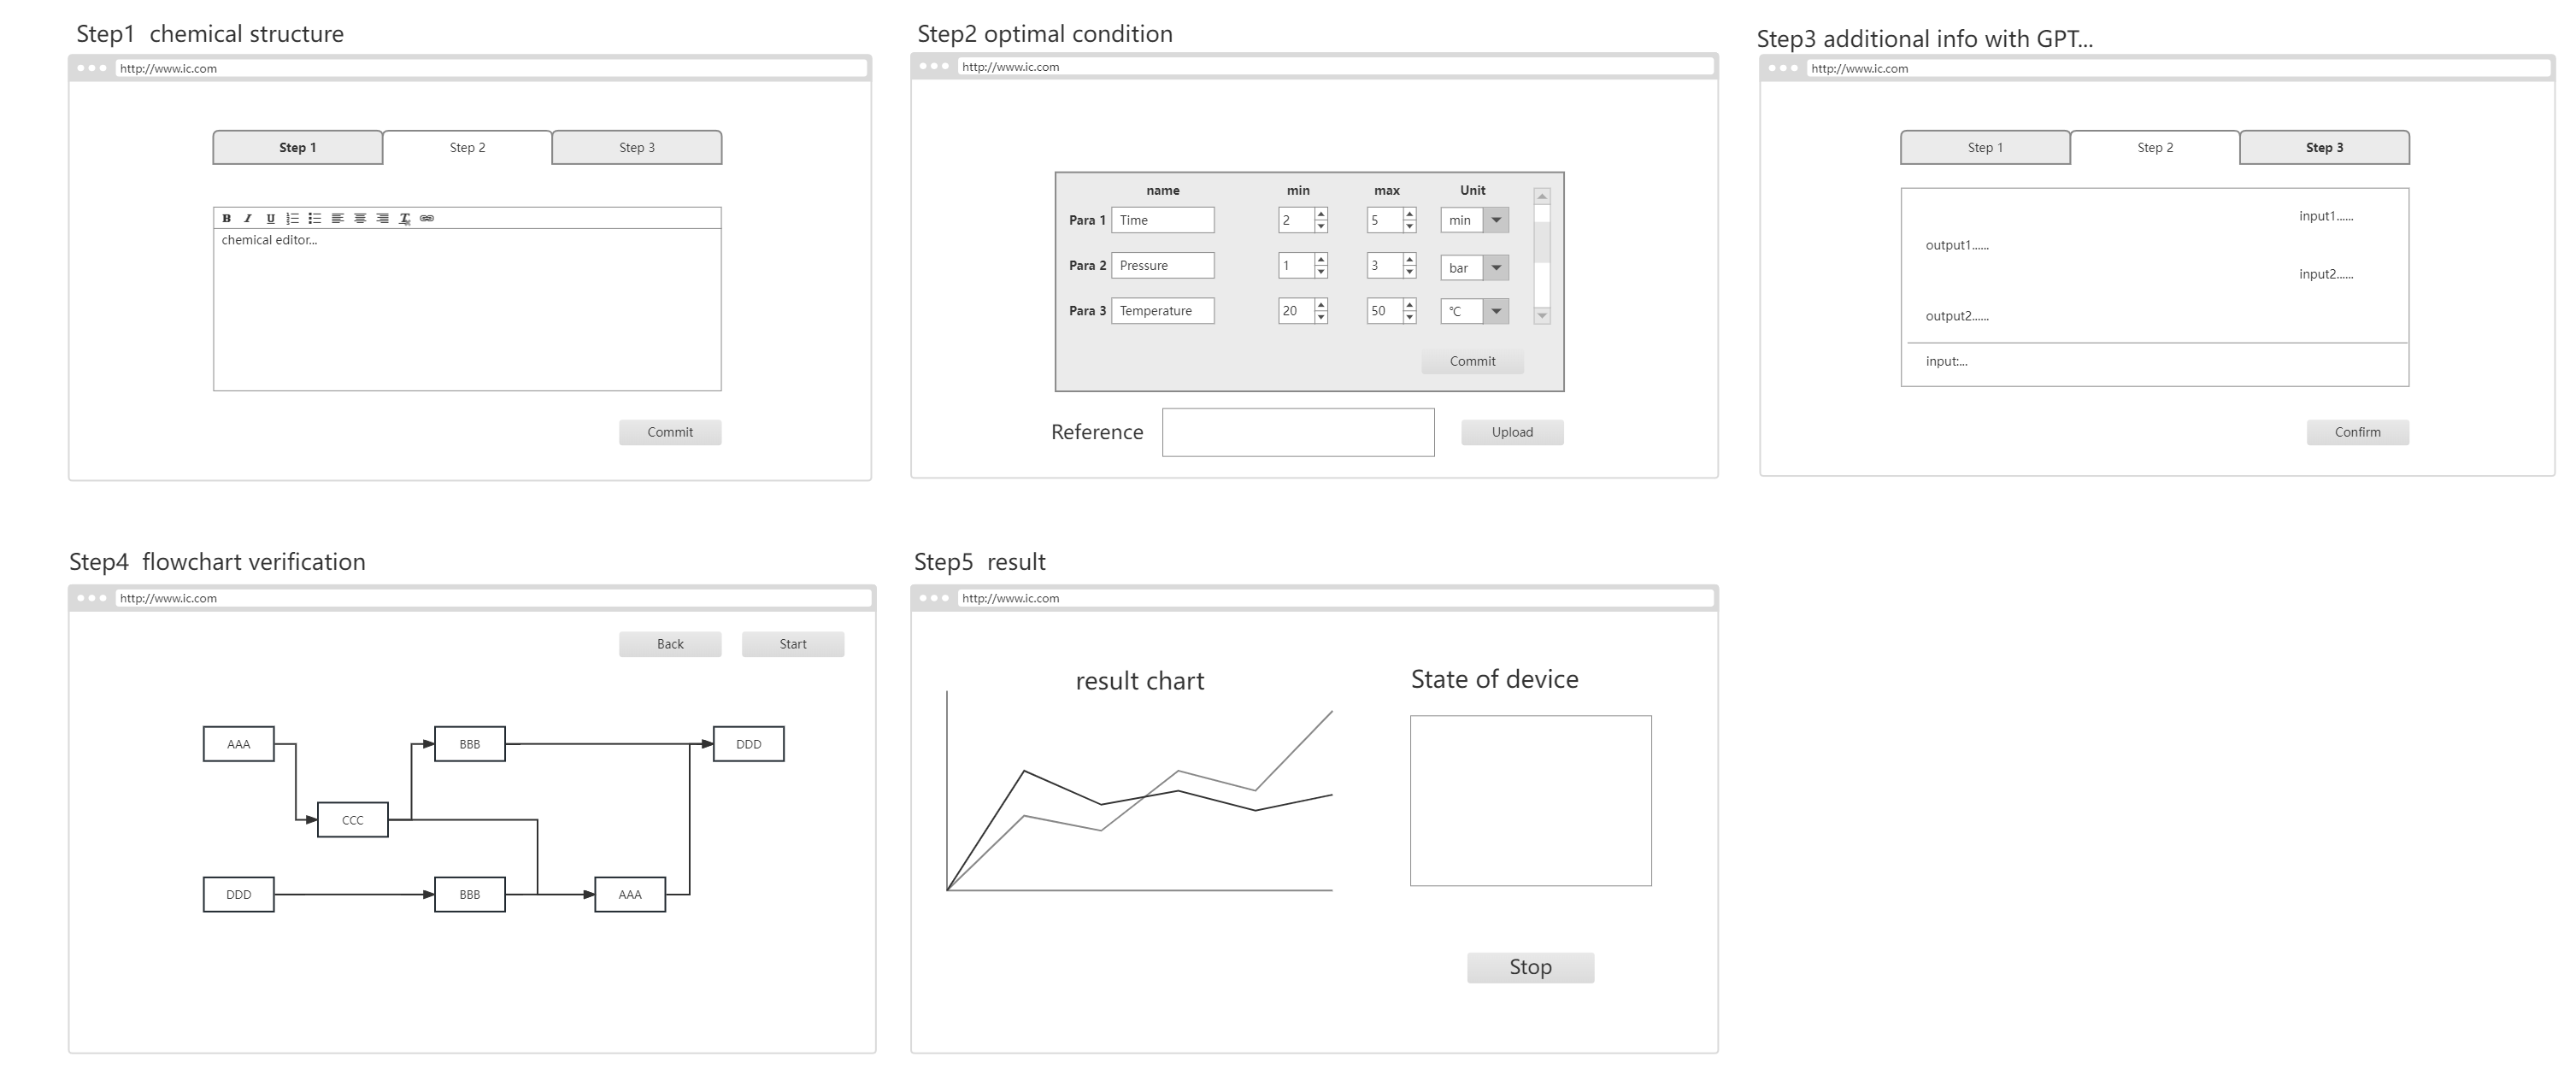 Step1  chemical structure
http://www.ic.com
Step 1
Step 2
Step 3
chemical editor...
Commit
Step2 optimal condition
http://www.ic.com
name min max Unit
Para 1 Time 2 5 min
Para 2 Pressure 1 3 bar
Para 3 Temperature 20 50 ℃
Commit
Reference
Upload
Step3 additional info with GPT...
http://www.ic.com
Step 1
Step 2
Step 3
input1......
output1......
input2......
output2......
input:...
Confirm
Step4  flowchart verification
http://www.ic.com
Back
Start
AAA
BBB
DDD
CCC
DDD
BBB
AAA
Step5  result
http://www.ic.com
result chart
State of device
Stop